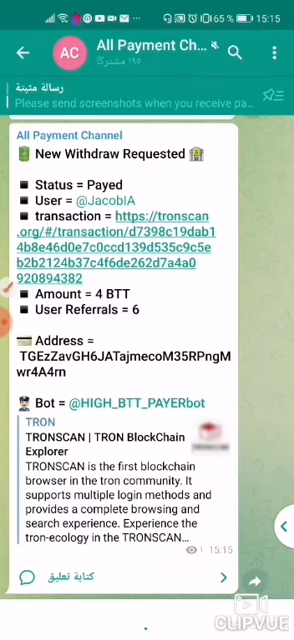 65 % 15:15
AC All Payment Ch...
١٩٥ مشتركًا
رسالة مثبتة
Please send screenshots when you receive pa...
All Payment Channel
New Withdraw Requested
Status = Payed
User = @JacobIA
transaction = https://tronscan
.org/#/transaction/d7398c19dab1
4b8e46d0e7c0ccd139d535c9c5e
b2b2124b37c4f6de262d7a4a0
920894382
Amount = 4 BTT
User Referrals = 6
Address =
TGEzZavGH6JATajmecoM35RPngM
wr4A4rn
Bot = @HIGH_BTT_PAYERbot
TRON
TRONSCAN | TRON BlockChain
Explorer
TRONSCAN is the first blockchain
browser in the tron community. It
supports multiple login methods and
provides a complete browsing and
search experience. Experience the
tron-ecology in the TRONSCAN...
1 15:15
كتابة تعليق
CLIPVUE